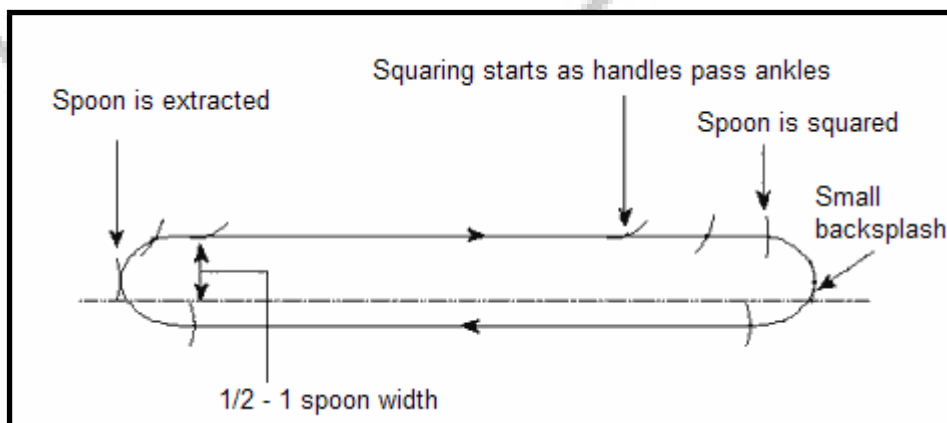 Squaring starts as handles pass ankles
Spoon is extracted
Spoon is squared
Small
backsplash
1/2 - 1 spoon width